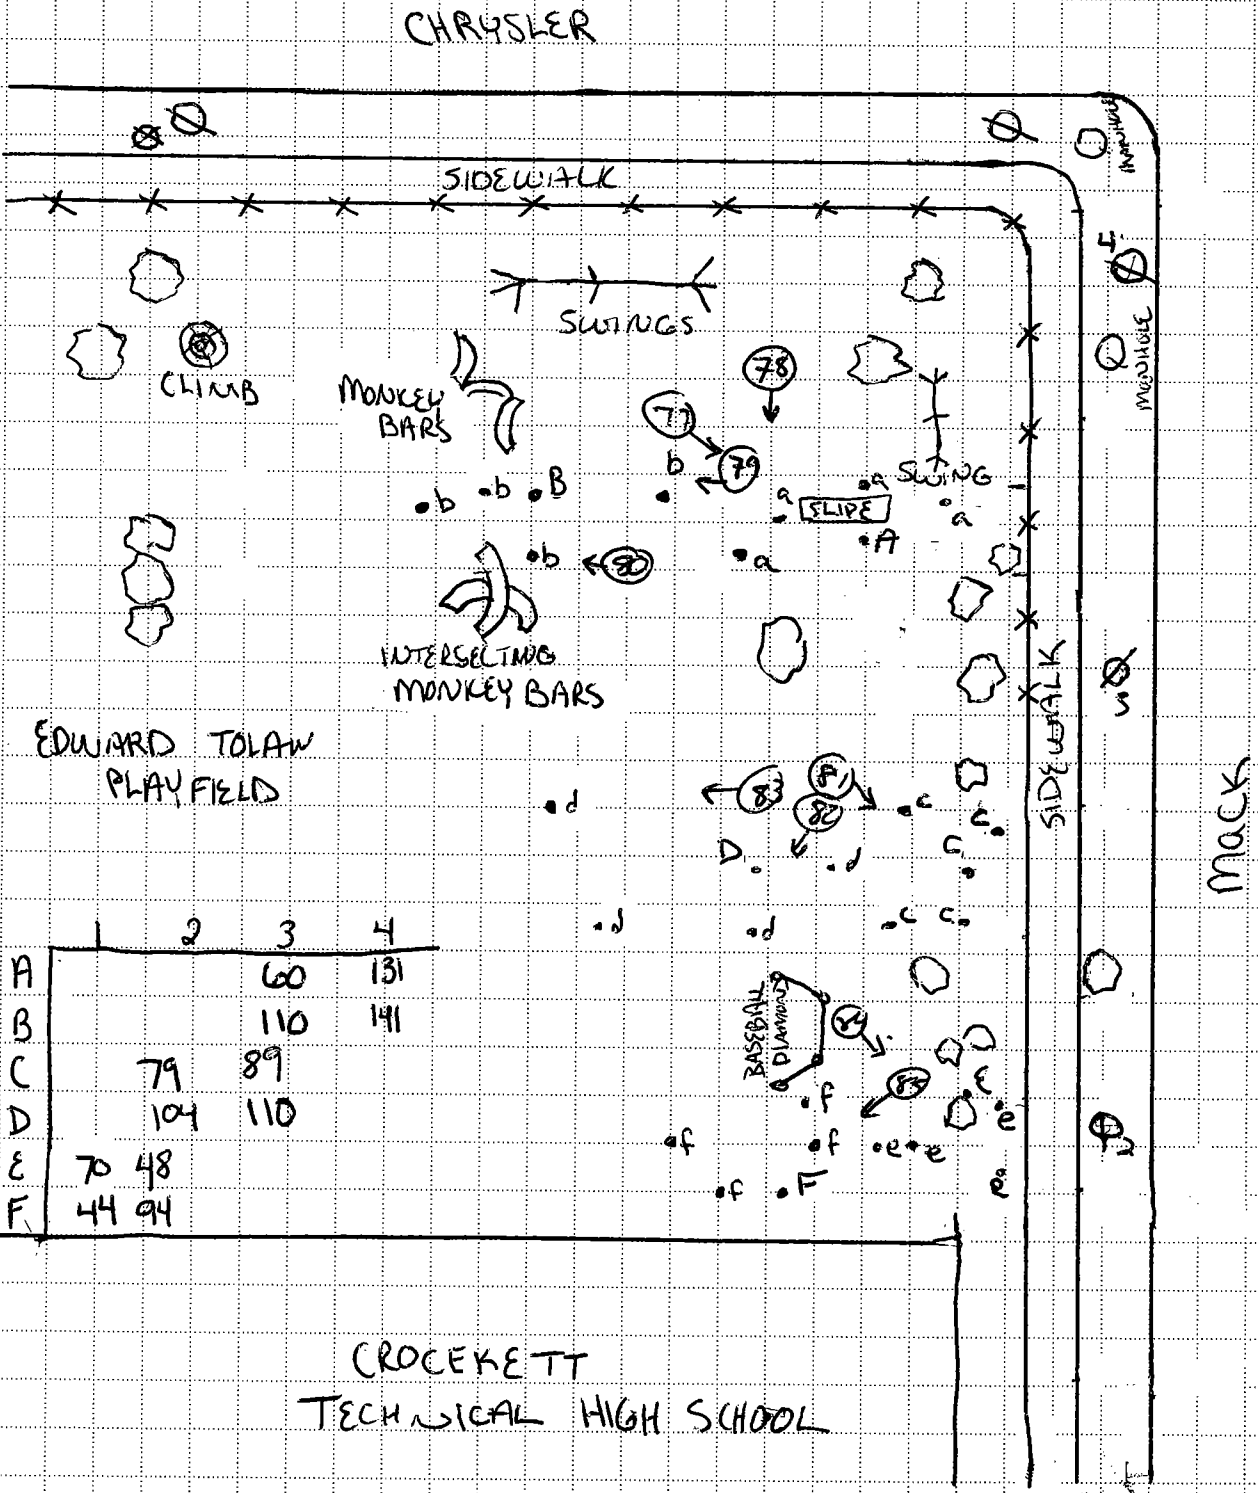 CHRYSLER
MANHOLE
SIDEWALK
4
SWINGS
MANHOLE
CLIMB
MONKEY
BARS
78
77
79
b
SWING
b
b
B
a
SLIDE
a
a
A
b
80
a
INTERSECTING
MONKEY BARS
SIDEWALK
3
EDWARD TOLAN
PLAYFIELD
MACK
83
81
82
d
c
c
D
d
c
d
d
c
c
1 2 3 4
A 60 131
B 110 141
C 79 89
D 104 110
E 70 48
F 44 94
BASEBALL
DIAMOND
84
85
E
f
e
2
f
f
e
e
f
F
e
CROCEKETT
TECHNICAL HIGH SCHOOL